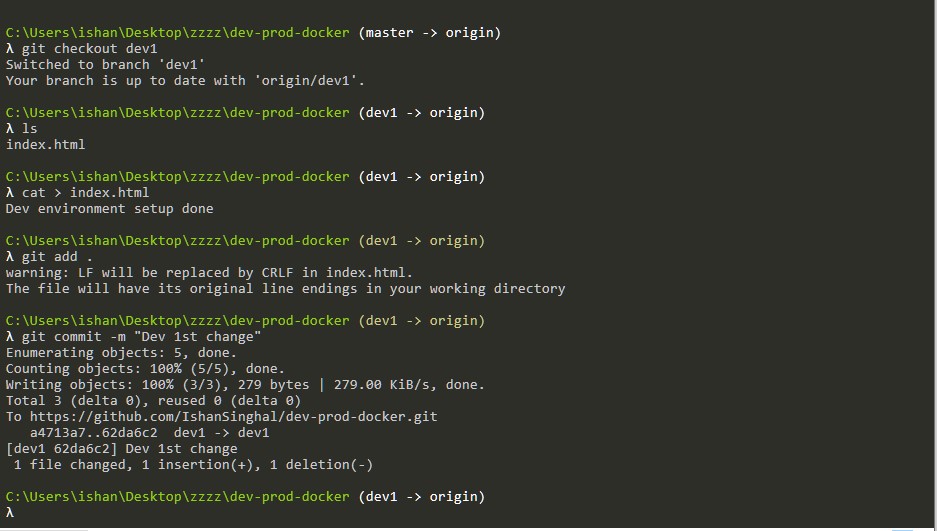 C:\Users\ishan\Desktop\zzzz\dev-prod-docker (master -> origin)
λ git checkout dev1
Switched to branch 'dev1'
Your branch is up to date with 'origin/dev1'.
C:\Users\ishan\Desktop\zzzz\dev-prod-docker (dev1 -> origin)
λ ls
index.html
C:\Users\ishan\Desktop\zzzz\dev-prod-docker (dev1 -> origin)
λ cat > index.html
Dev environment setup done
C:\Users\ishan\Desktop\zzzz\dev-prod-docker (dev1 -> origin)
λ git add .
warning: LF will be replaced by CRLF in index.html.
The file will have its original line endings in your working directory
C:\Users\ishan\Desktop\zzzz\dev-prod-docker (dev1 -> origin)
λ git commit -m "Dev 1st change"
Enumerating objects: 5, done.
Counting objects: 100% (5/5), done.
Writing objects: 100% (3/3), 279 bytes | 279.00 KiB/s, done.
Total 3 (delta 0), reused 0 (delta 0)
To https://github.com/IshanSinghal/dev-prod-docker.git
   a4713a7..62da6c2  dev1 -> dev1
[dev1 62da6c2] Dev 1st change
 1 file changed, 1 insertion(+), 1 deletion(-)
C:\Users\ishan\Desktop\zzzz\dev-prod-docker (dev1 -> origin)
λ